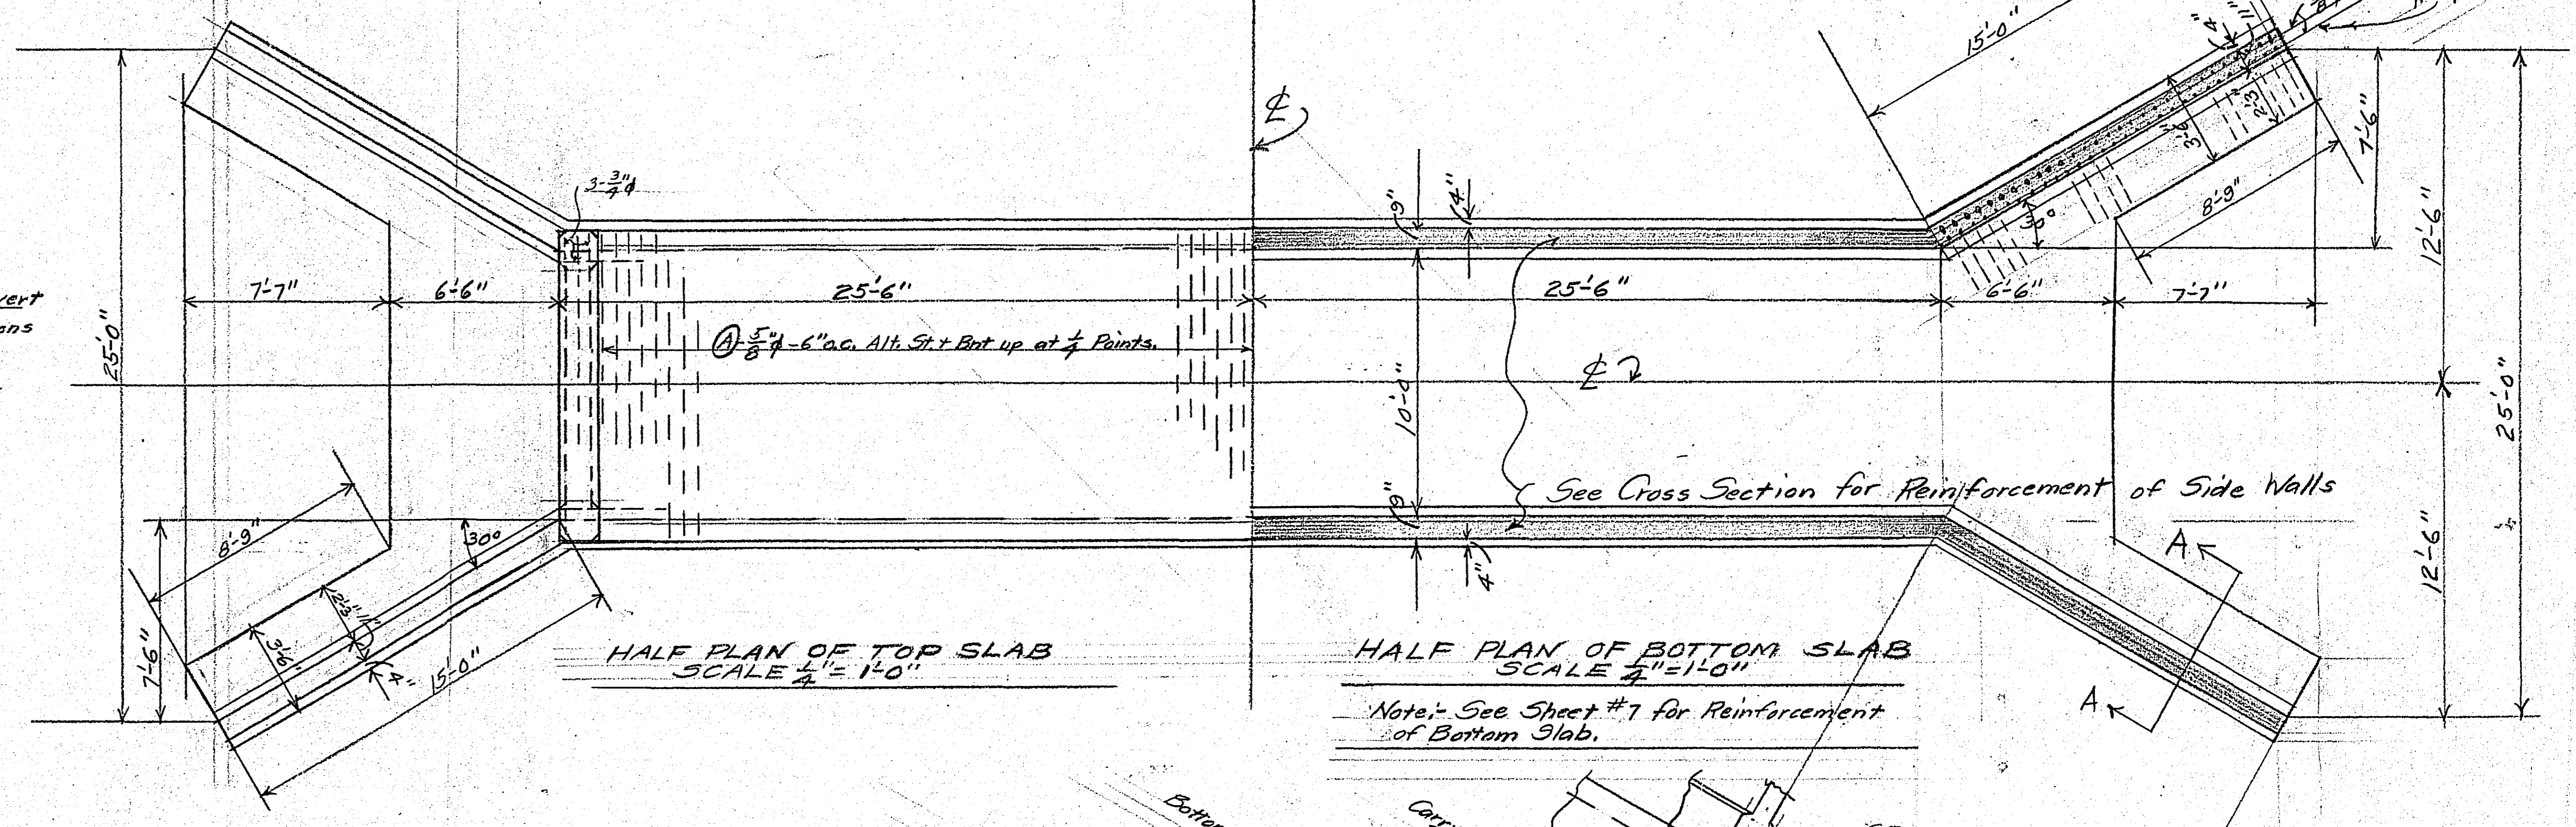 15'-0"
4"
11"
3'-6"
2'-3"
7'-6"
8'-9"
30°
12'-6"
25'-0"
℄
3-3/4"ϕ
9"
4"
vert
ons
7'-7"
6'-6"
25'-6"
25'-6"
6'-6"
7'-7"
25'-0"
Ⓐ-5/8"ϕ-6"o.c. Alt. St. + Bnt up at 1/4 Points.
℄
10'-0"
See Cross Section for Reinforcement of Side Walls
9"
4"
8'-9"
30°
2'-3"
11"
3'-6"
4"
15'-0"
7'-6"
12'-6"
A
A
HALF PLAN OF TOP SLAB
SCALE 1/4" = 1'-0"
HALF PLAN OF BOTTOM SLAB
SCALE 1/4" = 1'-0"
Note:- See Sheet #7 for Reinforcement
of Bottom Slab.
Botto
Carr